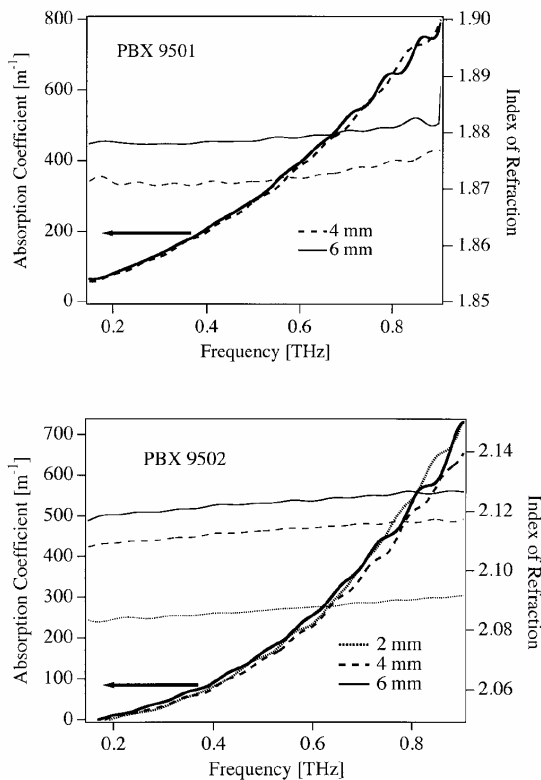 800
600
400
200
0
Absorption Coefficient [m⁻¹]
PBX 9501
4 mm
6 mm
1.90
1.89
1.88
1.87
1.86
1.85
Index of Refraction
0.2
0.4
0.6
0.8
Frequency [THz]
700
600
500
400
300
200
100
0
Absorption Coefficient [m⁻¹]
PBX 9502
2 mm
4 mm
6 mm
2.14
2.12
2.10
2.08
2.06
Index of Refraction
0.2
0.4
0.6
0.8
Frequency [THz]